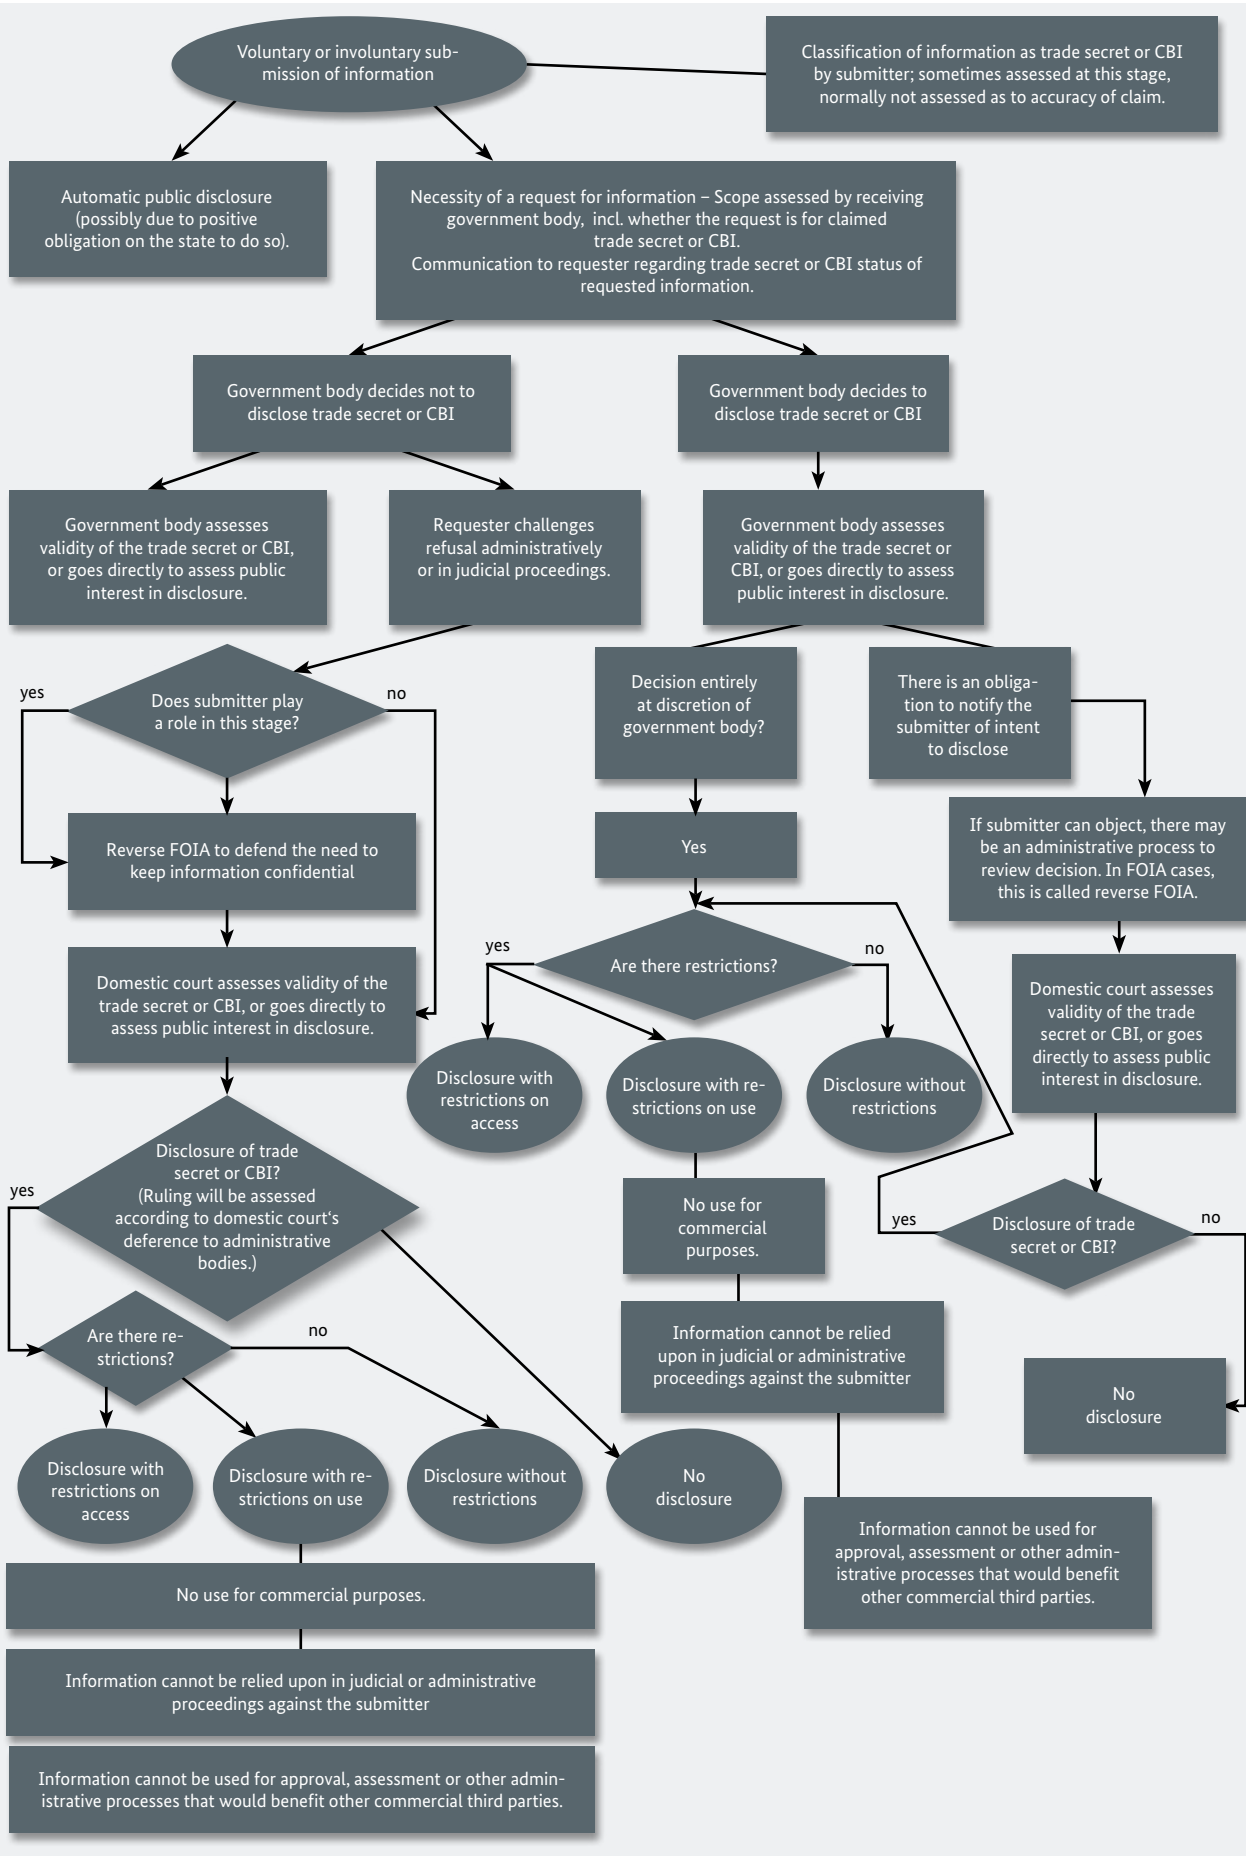 Voluntary or involuntary sub-
mission of information
Classification of information as trade secret or CBI
by submitter; sometimes assessed at this stage,
normally not assessed as to accuracy of claim.
Automatic public disclosure
(possibly due to positive
obligation on the state to do so).
Necessity of a request for information – Scope assessed by receiving
government body, incl. whether the request is for claimed
trade secret or CBI.
Communication to requester regarding trade secret or CBI status of
requested information.
Government body decides not to
disclose trade secret or CBI
Government body decides to
disclose trade secret or CBI
Government body assesses
validity of the trade secret or CBI,
or goes directly to assess public
interest in disclosure.
Requester challenges
refusal administratively
or in judicial proceedings.
Government body assesses
validity of the trade secret or
CBI, or goes directly to assess
public interest in disclosure.
yes
Does submitter play
a role in this stage?
no
Decision entirely
at discretion of
government body?
There is an obliga-
tion to notify the
submitter of intent
to disclose
Reverse FOIA to defend the need to
keep information confidential
Yes
If submitter can object, there may
be an administrative process to
review decision. In FOIA cases,
this is called reverse FOIA.
Domestic court assesses validity of the
trade secret or CBI, or goes directly to
assess public interest in disclosure.
yes
Are there restrictions?
no
Domestic court assesses
validity of the trade
secret or CBI, or goes
directly to assess public
interest in disclosure.
Disclosure with
restrictions on
access
Disclosure with re-
strictions on use
Disclosure without
restrictions
yes
Disclosure of trade
secret or CBI?
(Ruling will be assessed
according to domestic court‘s
deference to administrative
bodies.)
No use for
commercial
purposes.
yes
Disclosure of trade
secret or CBI?
no
Are there re-
strictions?
no
Information cannot be relied
upon in judicial or administrative
proceedings against the submitter
No
disclosure
Disclosure with
restrictions on
access
Disclosure with re-
strictions on use
Disclosure without
restrictions
No
disclosure
Information cannot be used for
approval, assessment or other admin-
istrative processes that would benefit
other commercial third parties.
No use for commercial purposes.
Information cannot be relied upon in judicial or administrative
proceedings against the submitter
Information cannot be used for approval, assessment or other admin-
istrative processes that would benefit other commercial third parties.